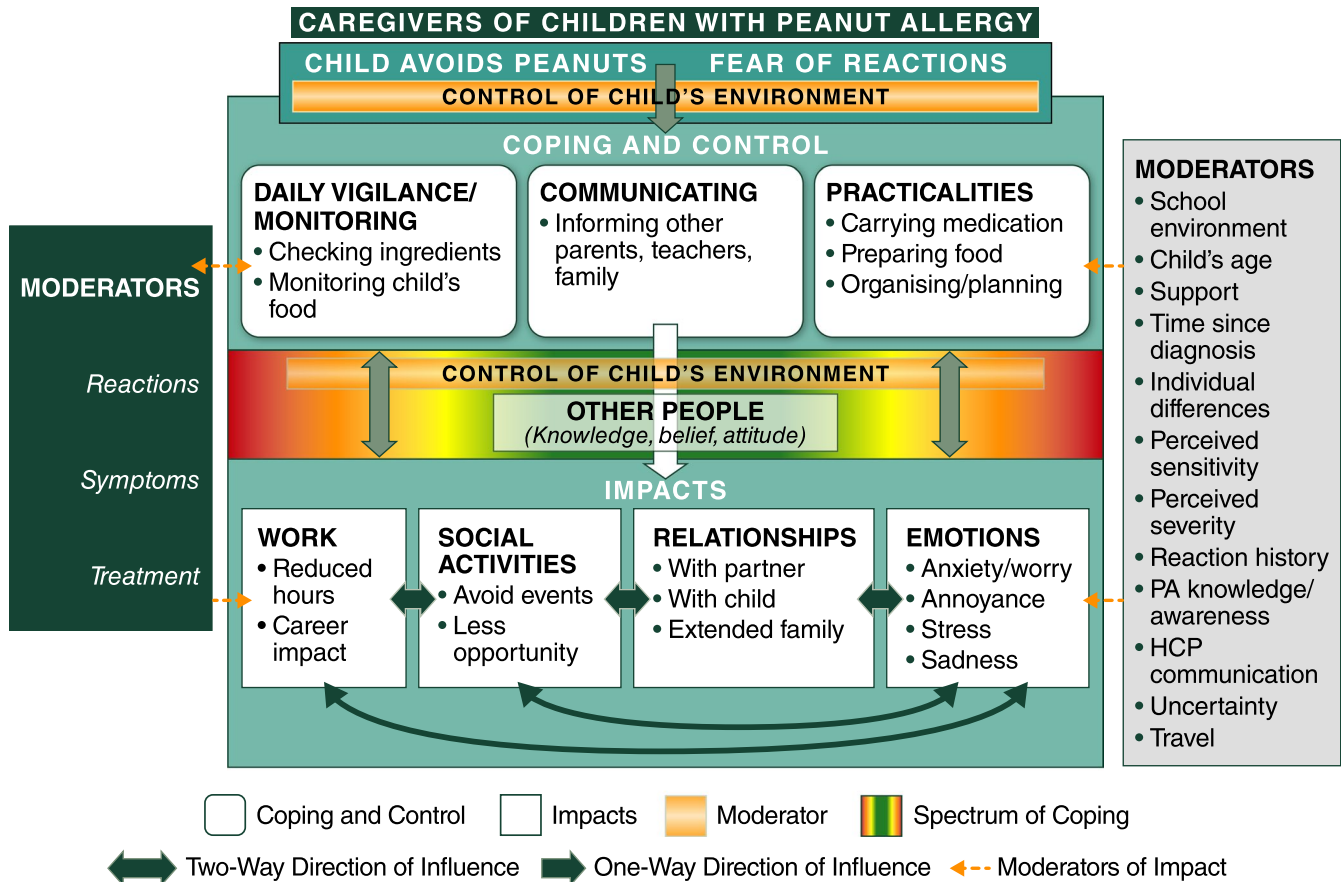 CAREGIVERS OF CHILDREN WITH PEANUT ALLERGY
CHILD AVOIDS PEANUTS
FEAR OF REACTIONS
CONTROL OF CHILD'S ENVIRONMENT
COPING AND CONTROL
DAILY VIGILANCE/
MONITORING
• Checking ingredients
• Monitoring child's
food
COMMUNICATING
• Informing other
parents, teachers,
family
PRACTICALITIES
• Carrying medication
• Preparing food
• Organising/planning
MODERATORS
Reactions
Symptoms
Treatment
CONTROL OF CHILD'S ENVIRONMENT
OTHER PEOPLE
(Knowledge, belief, attitude)
IMPACTS
WORK
• Reduced
hours
• Career
impact
SOCIAL
ACTIVITIES
• Avoid events
• Less
opportunity
RELATIONSHIPS
• With partner
• With child
• Extended family
EMOTIONS
• Anxiety/worry
• Annoyance
• Stress
• Sadness
MODERATORS
• School
environment
• Child's age
• Support
• Time since
diagnosis
• Individual
differences
• Perceived
sensitivity
• Perceived
severity
• Reaction history
• PA knowledge/
awareness
• HCP
communication
• Uncertainty
• Travel
Coping and Control
Impacts
Moderator
Spectrum of Coping
Two-Way Direction of Influence
One-Way Direction of Influence
Moderators of Impact